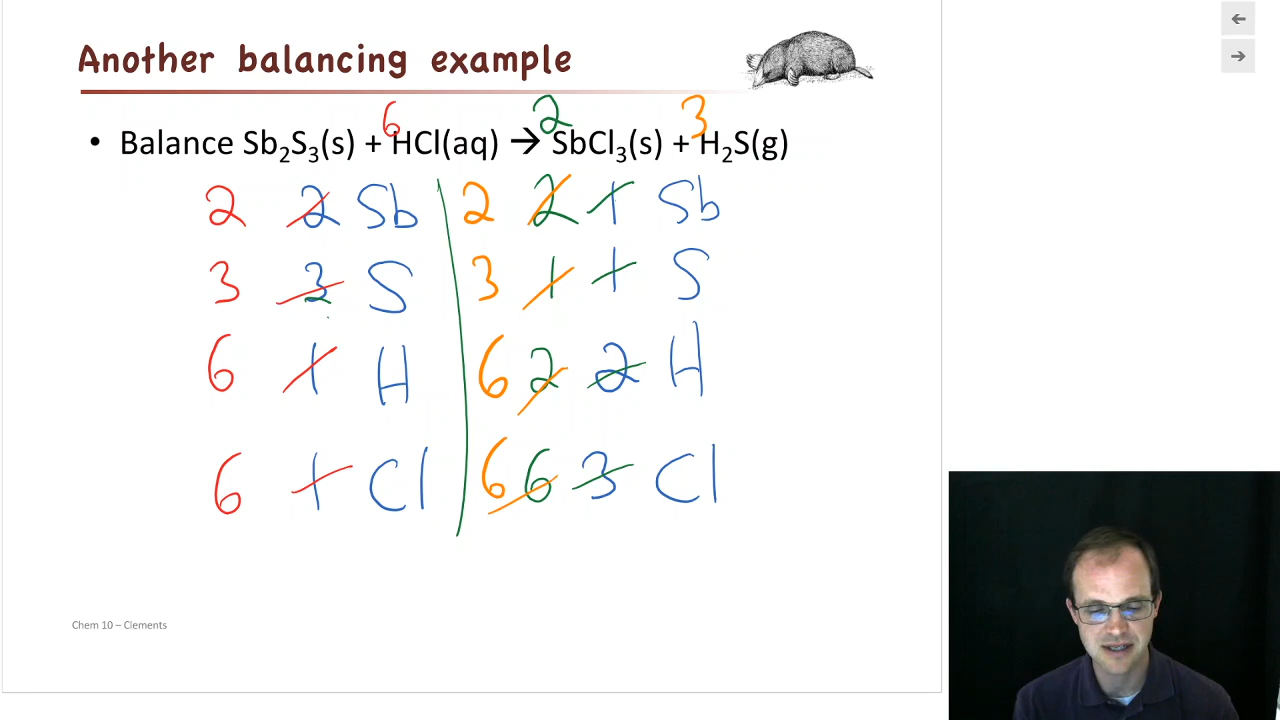 Another balancing example
6 2 3
• Balance Sb₂S₃(s) + HCl(aq) → SbCl₃(s) + H₂S(g)
2 2 Sb 2 2 1 Sb
3 3 S 3 1 1 S
6 1 H 6 2 2 H
6 1 Cl 6 6 3 Cl
Chem 10 – Clements